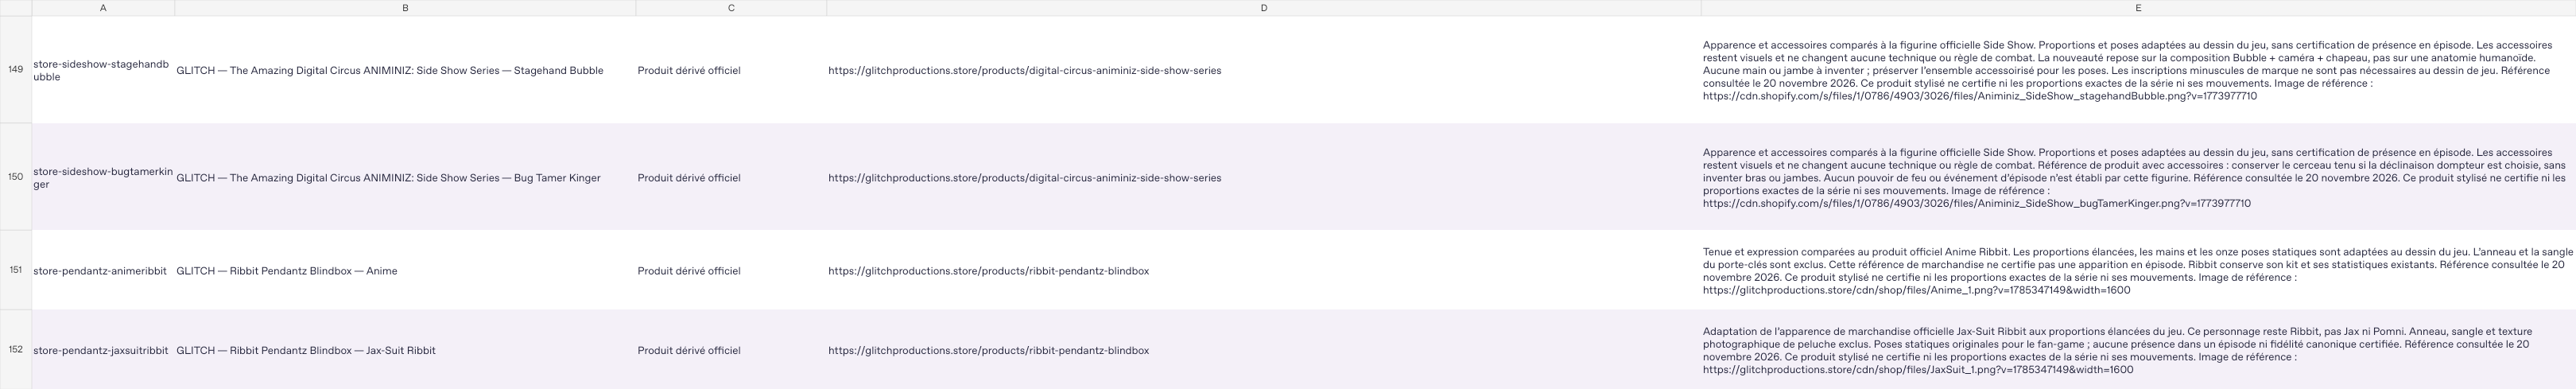 A B C D E
149
store-sideshow-stagehandb
ubble
GLITCH — The Amazing Digital Circus ANIMINIZ: Side Show Series — Stagehand Bubble
Produit dérivé officiel
https://glitchproductions.store/products/digital-circus-animiniz-side-show-series
Apparence et accessoires comparés à la figurine officielle Side Show. Proportions et poses adaptées au dessin du jeu, sans certification de présence en épisode. Les accessoires
restent visuels et ne changent aucune technique ou règle de combat. La nouveauté repose sur la composition Bubble + caméra + chapeau, pas sur une anatomie humanoïde.
Aucune main ou jambe à inventer ; préserver l’ensemble accessoirisé pour les poses. Les inscriptions minuscules de marque ne sont pas nécessaires au dessin de jeu. Référence
consultée le 20 novembre 2026. Ce produit stylisé ne certifie ni les proportions exactes de la série ni ses mouvements. Image de référence :
https://cdn.shopify.com/s/files/1/0786/4903/3026/files/Animiniz_SideShow_stagehandBubble.png?v=1773977710
150
store-sideshow-bugtamerkin
ger
GLITCH — The Amazing Digital Circus ANIMINIZ: Side Show Series — Bug Tamer Kinger
Produit dérivé officiel
https://glitchproductions.store/products/digital-circus-animiniz-side-show-series
Apparence et accessoires comparés à la figurine officielle Side Show. Proportions et poses adaptées au dessin du jeu, sans certification de présence en épisode. Les accessoires
restent visuels et ne changent aucune technique ou règle de combat. Référence de produit avec accessoires : conserver le cerceau tenu si la déclinaison dompteur est choisie, sans
inventer bras ou jambes. Aucun pouvoir de feu ou événement d’épisode n’est établi par cette figurine. Référence consultée le 20 novembre 2026. Ce produit stylisé ne certifie ni les
proportions exactes de la série ni ses mouvements. Image de référence :
https://cdn.shopify.com/s/files/1/0786/4903/3026/files/Animiniz_SideShow_bugTamerKinger.png?v=1773977710
151
store-pendantz-animeribbit
GLITCH — Ribbit Pendantz Blindbox — Anime
Produit dérivé officiel
https://glitchproductions.store/products/ribbit-pendantz-blindbox
Tenue et expression comparées au produit officiel Anime Ribbit. Les proportions élancées, les mains et les onze poses statiques sont adaptées au dessin du jeu. L’anneau et la sangle
du porte-clés sont exclus. Cette référence de marchandise ne certifie pas une apparition en épisode. Ribbit conserve son kit et ses statistiques existants. Référence consultée le 20
novembre 2026. Ce produit stylisé ne certifie ni les proportions exactes de la série ni ses mouvements. Image de référence :
https://glitchproductions.store/cdn/shop/files/Anime_1.png?v=1785347149&width=1600
152
store-pendantz-jaxsuitribbit
GLITCH — Ribbit Pendantz Blindbox — Jax-Suit Ribbit
Produit dérivé officiel
https://glitchproductions.store/products/ribbit-pendantz-blindbox
Adaptation de l’apparence de marchandise officielle Jax-Suit Ribbit aux proportions élancées du jeu. Ce personnage reste Ribbit, pas Jax ni Pomni. Anneau, sangle et texture
photographique de peluche exclus. Poses statiques originales pour le fan-game ; aucune présence dans un épisode ni fidélité canonique certifiée. Référence consultée le 20
novembre 2026. Ce produit stylisé ne certifie ni les proportions exactes de la série ni ses mouvements. Image de référence :
https://glitchproductions.store/cdn/shop/files/JaxSuit_1.png?v=1785347149&width=1600